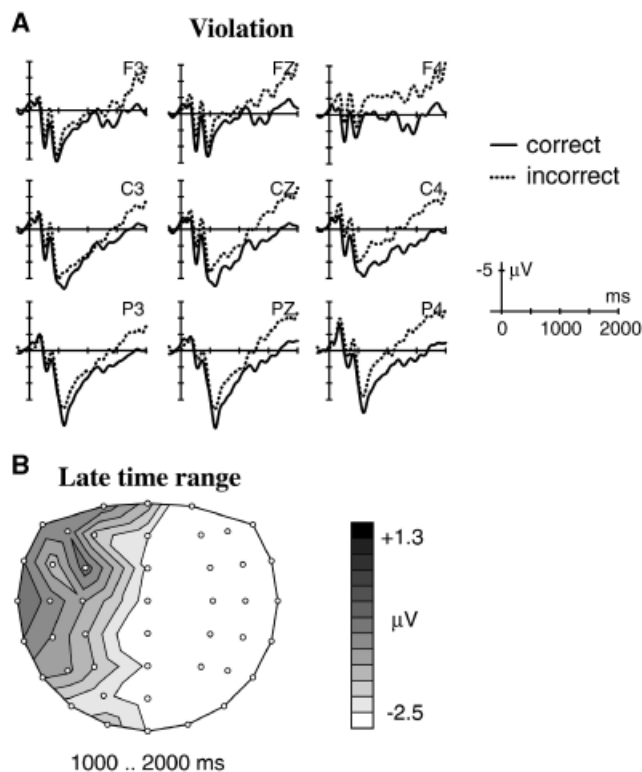 A
Violation
F3
FZ
F4
correct
incorrect
C3
CZ
C4
-5 μV
ms
0 1000 2000
P3
PZ
P4
B
Late time range
+1.3
μV
-2.5
1000 .. 2000 ms